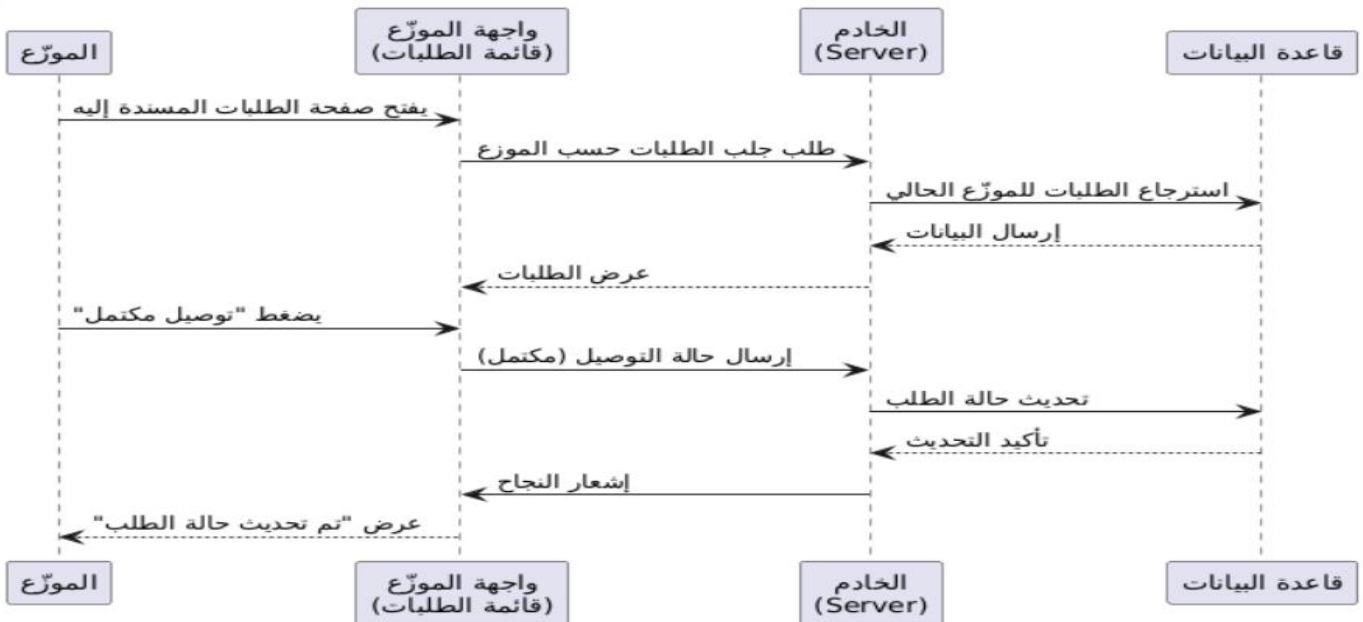 الموزّع
واجهة الموزّع
(قائمة الطلبات)
الخادم
(Server)
قاعدة البيانات
يفتح صفحة الطلبات المسندة إليه
طلب جلب الطلبات حسب الموزع
استرجاع الطلبات للموزّع الحالي
إرسال البيانات
عرض الطلبات
يضغط "توصيل مكتمل"
إرسال حالة التوصيل (مكتمل)
تحديث حالة الطلب
تأكيد التحديث
إشعار النجاح
عرض "تم تحديث حالة الطلب"
الموزّع
واجهة الموزّع
(قائمة الطلبات)
الخادم
(Server)
قاعدة البيانات